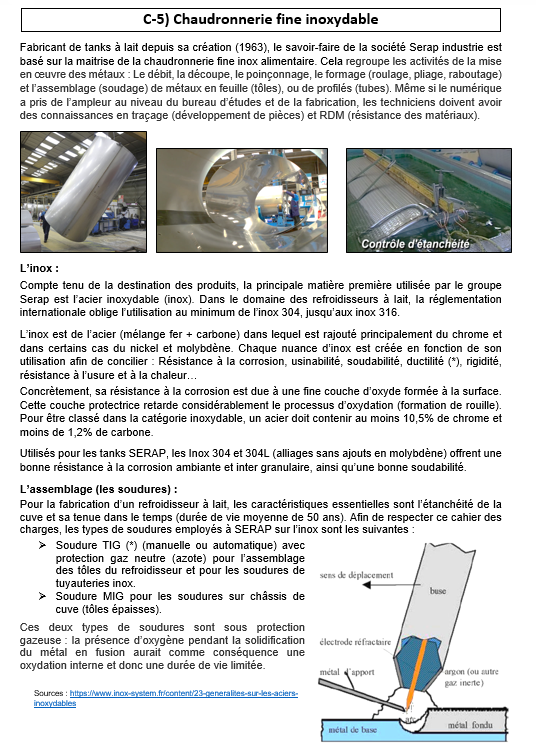 C-5) Chaudronnerie fine inoxydable
Fabricant de tanks à lait depuis sa création (1963), le savoir-faire de la société Serap industrie est
basé sur la maitrise de la chaudronnerie fine inox alimentaire. Cela regroupe les activités de la mise
en œuvre des métaux : Le débit, la découpe, le poinçonnage, le formage (roulage, pliage, raboutage)
et l'assemblage (soudage) de métaux en feuille (tôles), ou de profilés (tubes). Même si le numérique
a pris de l'ampleur au niveau du bureau d'études et de la fabrication, les techniciens doivent avoir
des connaissances en traçage (développement de pièces) et RDM (résistance des matériaux).
Contrôle d'étanchéité
L'inox :
Compte tenu de la destination des produits, la principale matière première utilisée par le groupe
Serap est l'acier inoxydable (inox). Dans le domaine des refroidisseurs à lait, la réglementation
internationale oblige l'utilisation au minimum de l'inox 304, jusqu'aux inox 316.
L'inox est de l'acier (mélange fer + carbone) dans lequel est rajouté principalement du chrome et
dans certains cas du nickel et molybdène. Chaque nuance d'inox est créée en fonction de son
utilisation afin de concilier : Résistance à la corrosion, usinabilité, soudabilité, ductilité (*), rigidité,
résistance à l'usure et à la chaleur…
Concrètement, sa résistance à la corrosion est due à une fine couche d'oxyde formée à la surface.
Cette couche protectrice retarde considérablement le processus d'oxydation (formation de rouille).
Pour être classé dans la catégorie inoxydable, un acier doit contenir au moins 10,5% de chrome et
moins de 1,2% de carbone.
Utilisés pour les tanks SERAP, les Inox 304 et 304L (alliages sans ajouts en molybdène) offrent une
bonne résistance à la corrosion ambiante et inter granulaire, ainsi qu'une bonne soudabilité.
L'assemblage (les soudures) :
Pour la fabrication d'un refroidisseur à lait, les caractéristiques essentielles sont l'étanchéité de la
cuve et sa tenue dans le temps (durée de vie moyenne de 50 ans). Afin de respecter ce cahier des
charges, les types de soudures employés à SERAP sur l'inox sont les suivantes :
➢ Soudure TIG (*) (manuelle ou automatique) avec
protection gaz neutre (azote) pour l'assemblage
des tôles du refroidisseur et pour les soudures de
tuyauteries inox.
➢ Soudure MIG pour les soudures sur châssis de
cuve (tôles épaisses).
Ces deux types de soudures sont sous protection
gazeuse : la présence d'oxygène pendant la solidification
du métal en fusion aurait comme conséquence une
oxydation interne et donc une durée de vie limitée.
Sources : https://www.inox-system.fr/content/23-generalites-sur-les-aciers-
inoxydables
sens de déplacement
buse
électrode réfractaire
métal d'apport
argon (ou autre
gaz inerte)
arc
métal de base
métal fondu